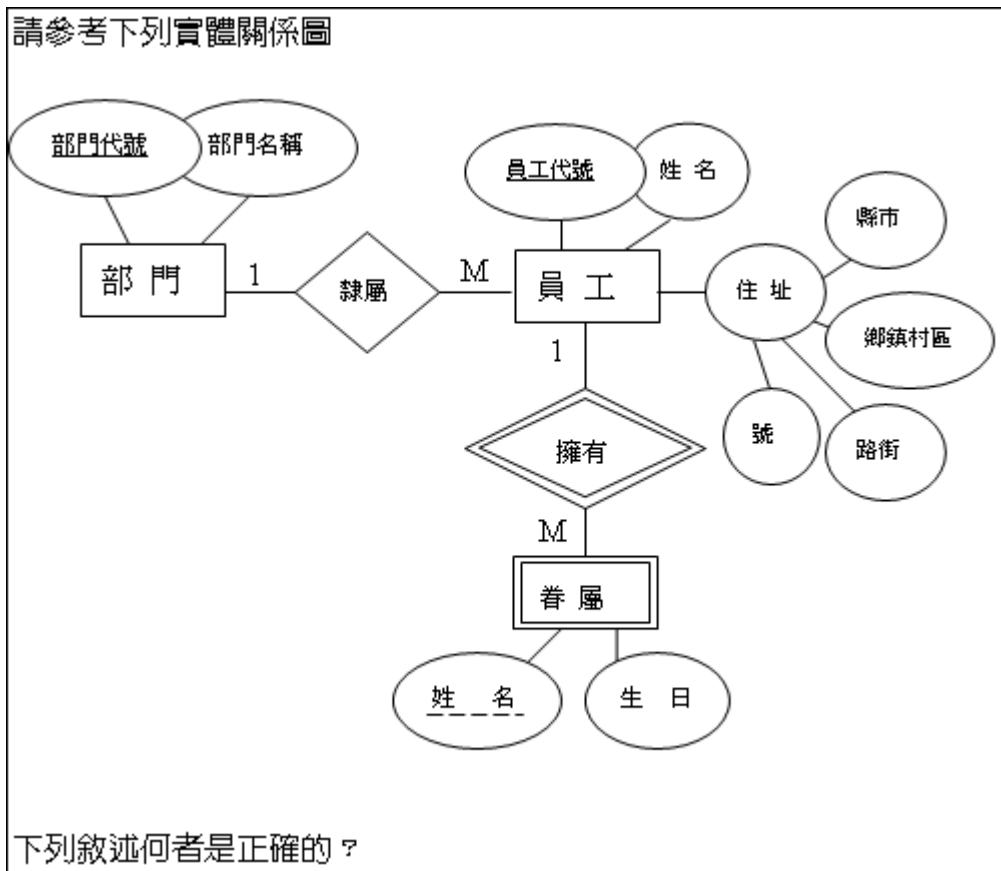 請參考下列實體關係圖
部門代號
部門名稱
員工代號
姓 名
縣市
部 門
1
隸屬
M
員 工
住 址
鄉鎮村區
1
擁有
號
路街
M
眷 屬
姓 名
生 日
下列敘述何者是正確的？